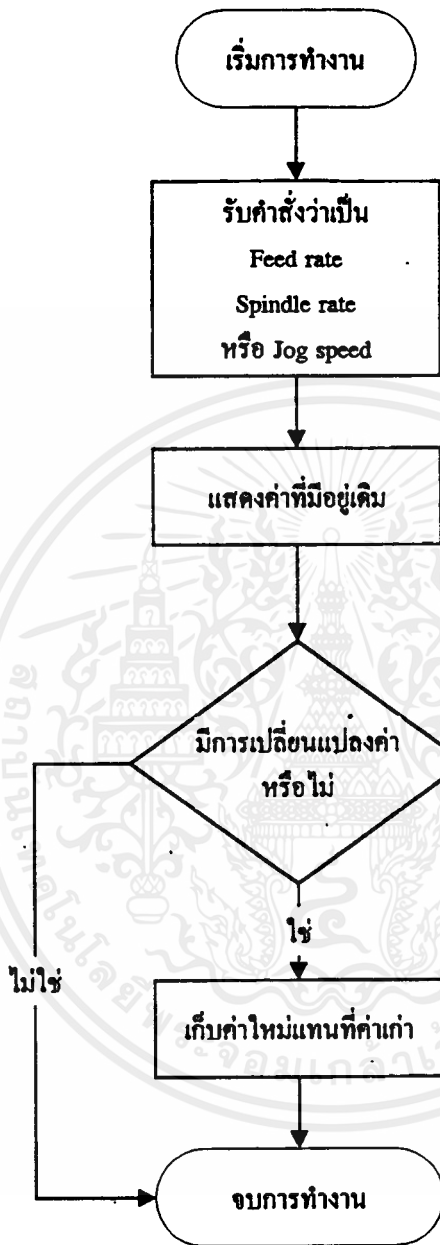 เริ่มการทำงาน
รับคำสั่งว่าเป็น
Feed rate
Spindle rate
หรือ Jog speed
แสดงค่าที่มีอยู่เดิม
มีการเปลี่ยนแปลงค่า
หรือไม่
ใช่
ไม่ใช่
เก็บค่าใหม่แทนที่ค่าเก่า
จบการทำงาน